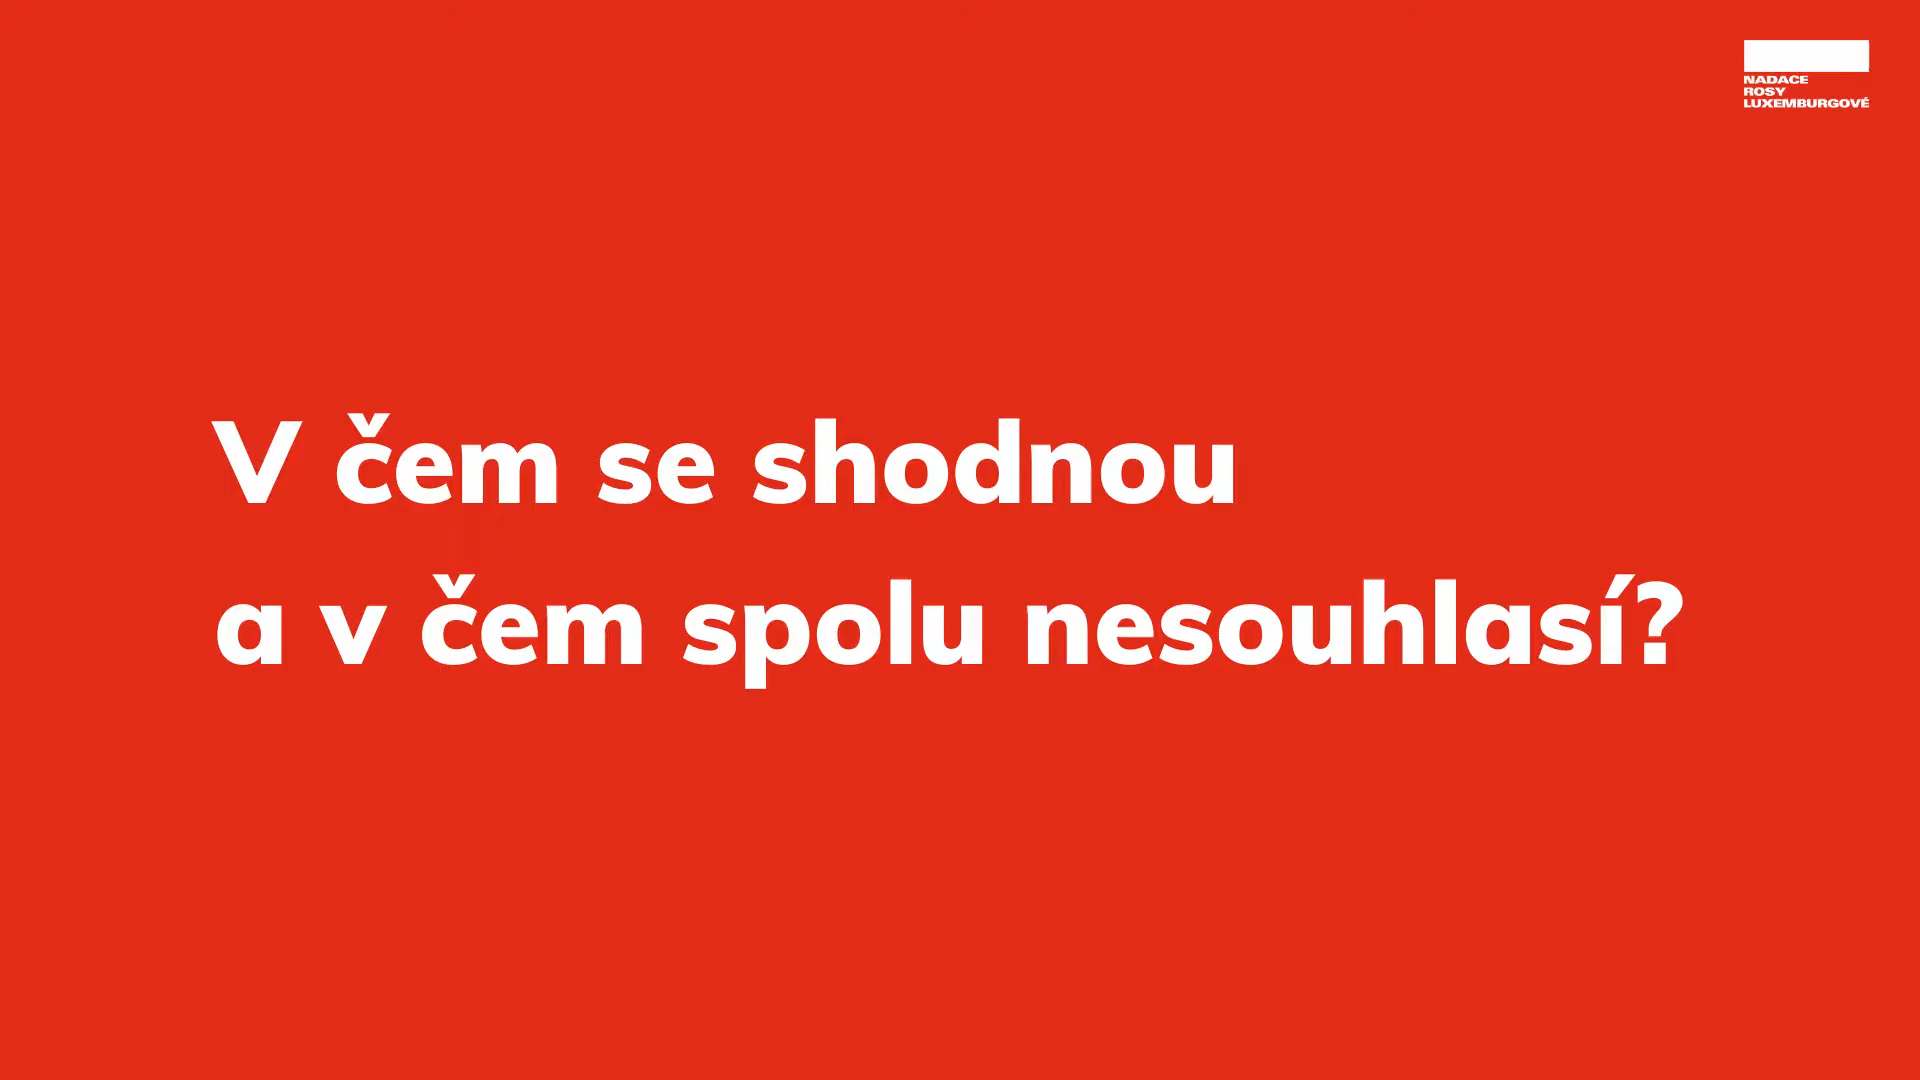 NADACE
ROSY
LUXEMBURGOVÉ
V čem se shodnou
a v čem spolu nesouhlasí?